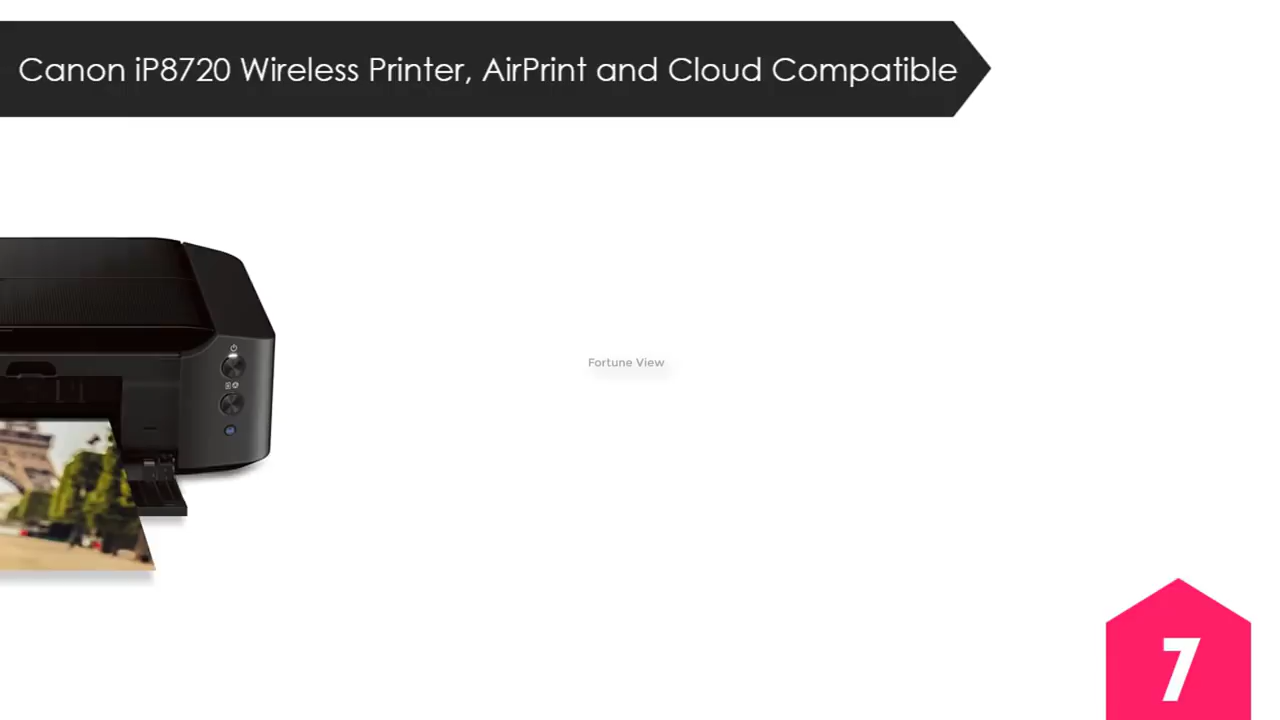 Canon iP8720 Wireless Printer, AirPrint and Cloud Compatible
Fortune View
7